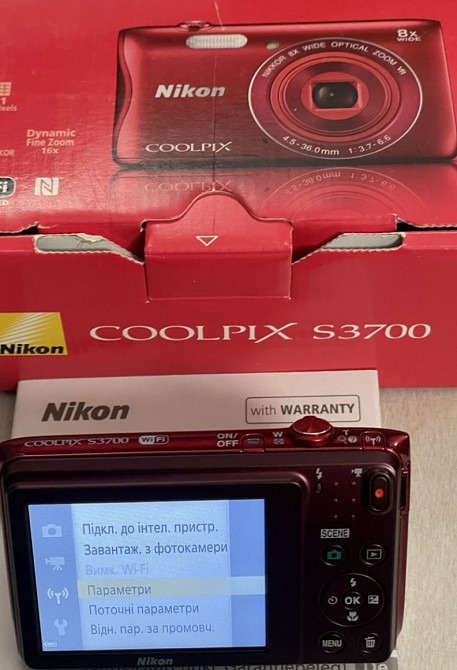 8x
WIDE
NIKKOR 8X WIDE OPTICAL ZOOM
Nikon
COOLPIX
4.5-36.0mm 1:3.7-6.6
Dynamic
Fine Zoom
16x
Nikon
COOLPIX S3700
Nikon
with WARRANTY
COOLPIX S3700 Wi Fi
ON/
OFF
W
T
SCENE
Підкл. до інтел. пристр.
Завантаж. з фотокамери
Вимк. Wi-Fi
Параметри
Поточні параметри
Відн. пар. за промовч.
OK
MENU
Nikon